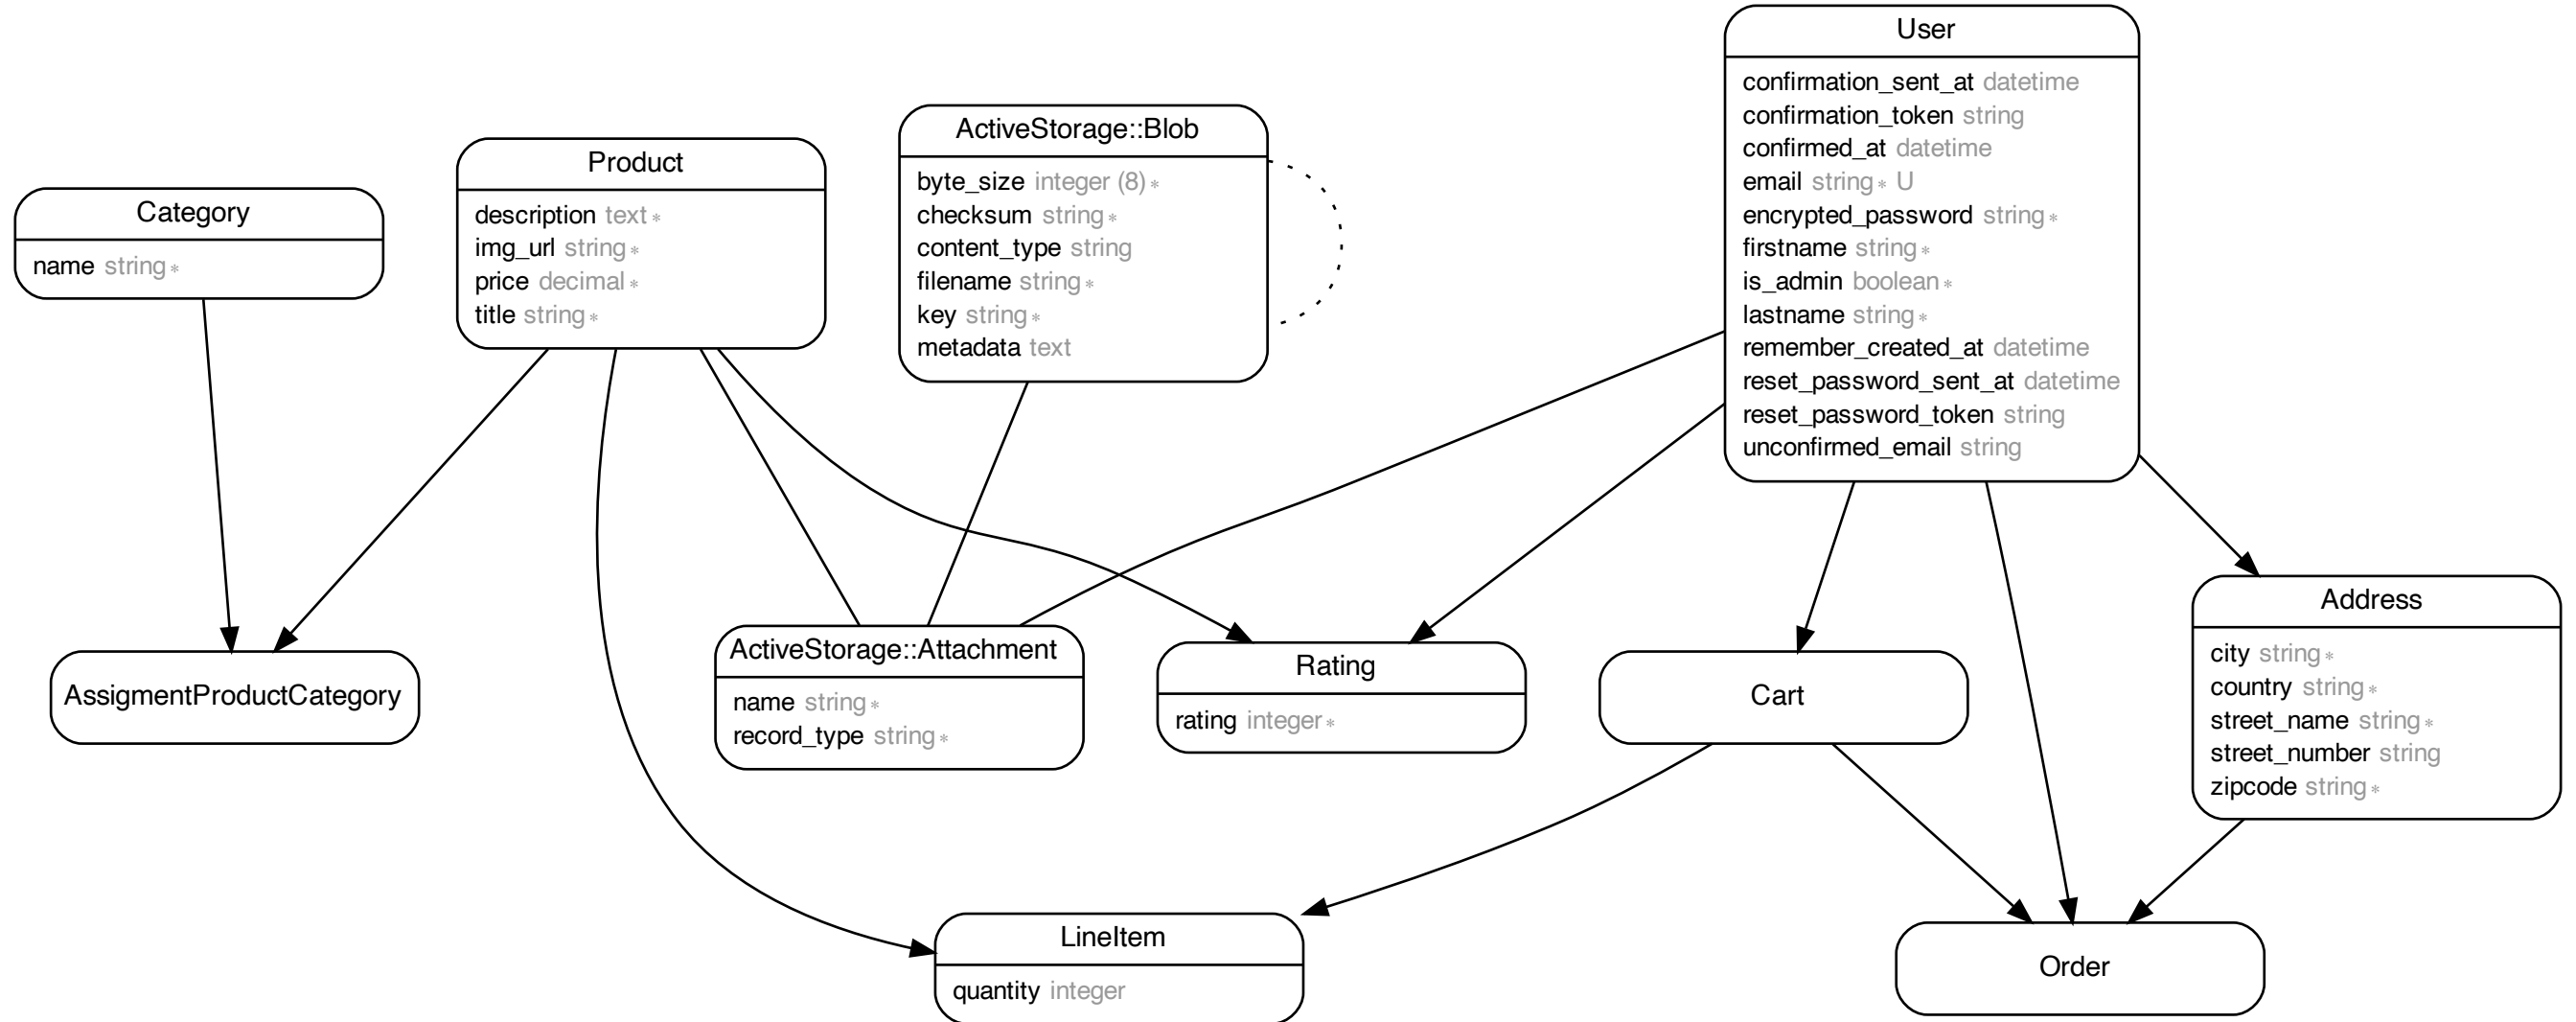 User
confirmation_sent_at datetime
confirmation_token string
confirmed_at datetime
email string* U
encrypted_password string*
firstname string*
is_admin boolean*
lastname string*
remember_created_at datetime
reset_password_sent_at datetime
reset_password_token string
unconfirmed_email string
ActiveStorage::Blob
byte_size integer (8)*
checksum string*
content_type string
filename string*
key string*
metadata text
Product
description text*
img_url string*
price decimal*
title string*
Category
name string*
AssigmentProductCategory
ActiveStorage::Attachment
name string*
record_type string*
Rating
rating integer*
Cart
Address
city string*
country string*
street_name string*
street_number string
zipcode string*
LineItem
quantity integer
Order